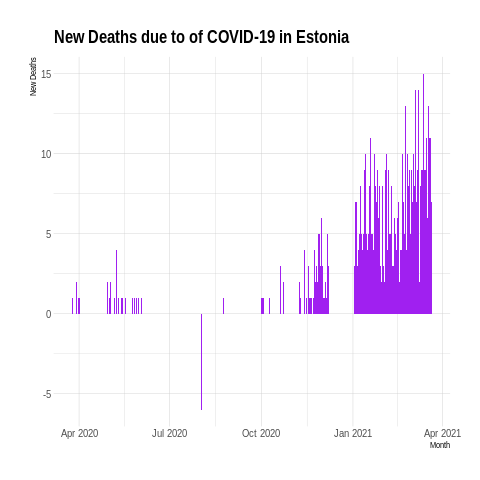 New Deaths due to of COVID-19 in Estonia
New Deaths
15
10
5
0
-5
Apr 2020 Jul 2020 Oct 2020 Jan 2021 Apr 2021
Month